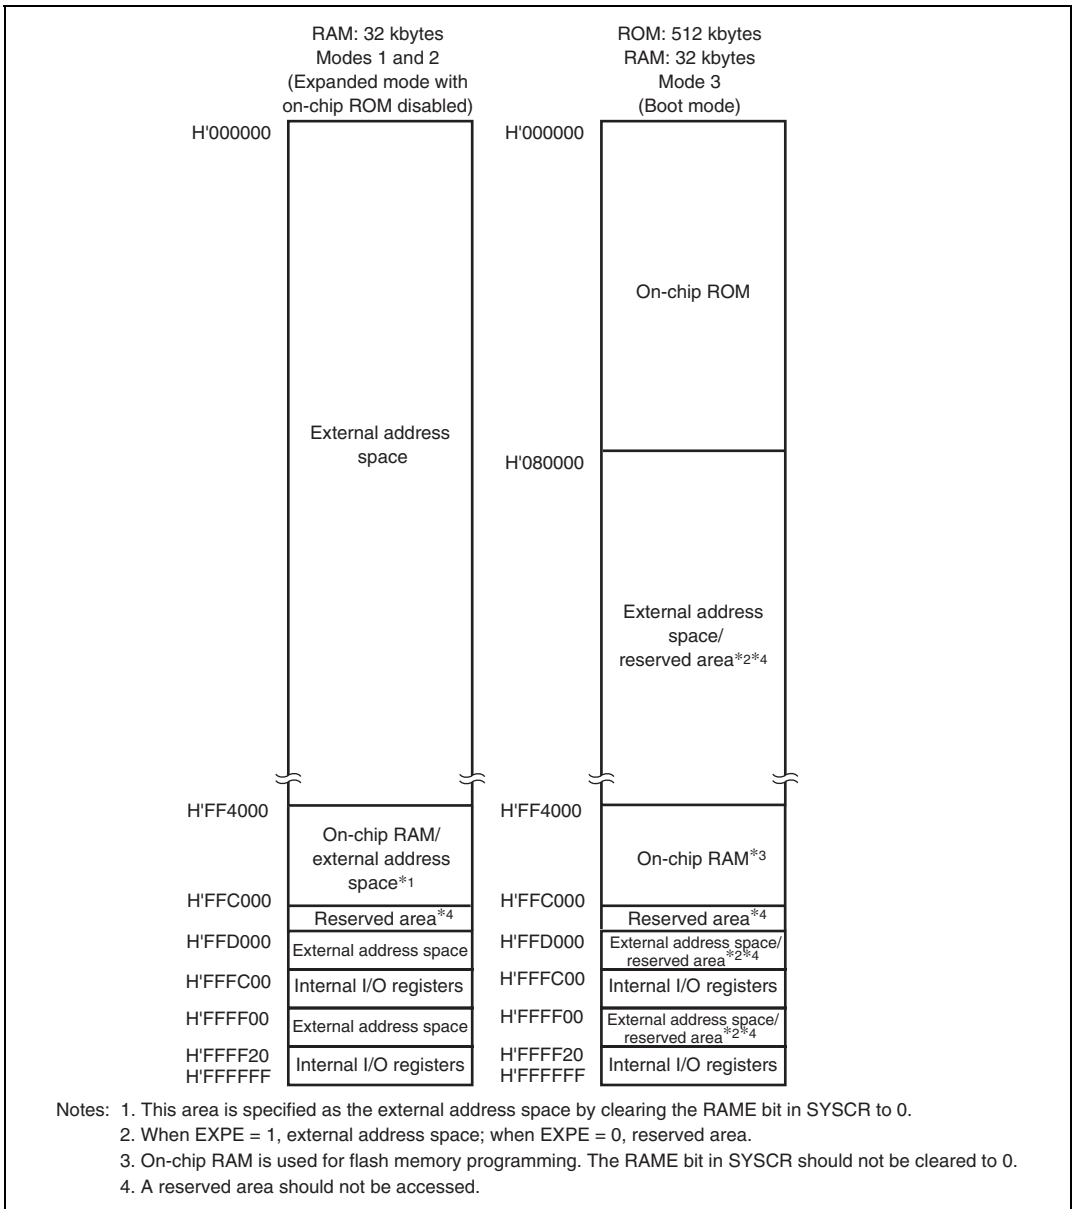 RAM: 32 kbytes
Modes 1 and 2
(Expanded mode with
on-chip ROM disabled)
H'000000
External address
space
H'FF4000
On-chip RAM/
external address
space*1
H'FFC000
Reserved area*4
H'FFD000
External address space
H'FFFC00
Internal I/O registers
H'FFFF00
External address space
H'FFFF20
Internal I/O registers
H'FFFFFF
ROM: 512 kbytes
RAM: 32 kbytes
Mode 3
(Boot mode)
H'000000
On-chip ROM
H'080000
External address
space/
reserved area*2*4
H'FF4000
On-chip RAM*3
H'FFC000
Reserved area*4
H'FFD000
External address space/
reserved area*2*4
H'FFFC00
Internal I/O registers
H'FFFF00
External address space/
reserved area*2*4
H'FFFF20
Internal I/O registers
H'FFFFFF
Notes: 1. This area is specified as the external address space by clearing the RAME bit in SYSCR to 0.
2. When EXPE = 1, external address space; when EXPE = 0, reserved area.
3. On-chip RAM is used for flash memory programming. The RAME bit in SYSCR should not be cleared to 0.
4. A reserved area should not be accessed.